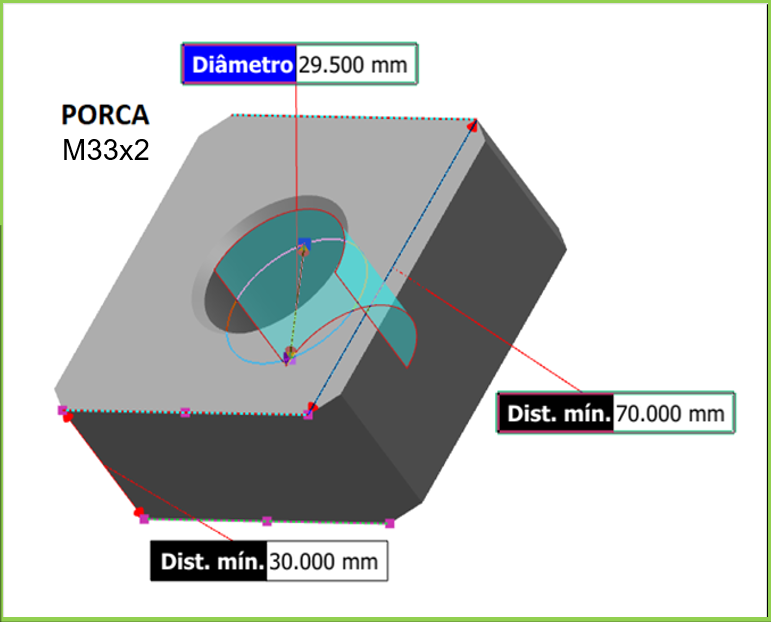 Diâmetro 29.500 mm
PORCA
M33x2
Dist. mín. 70.000 mm
Dist. mín. 30.000 mm